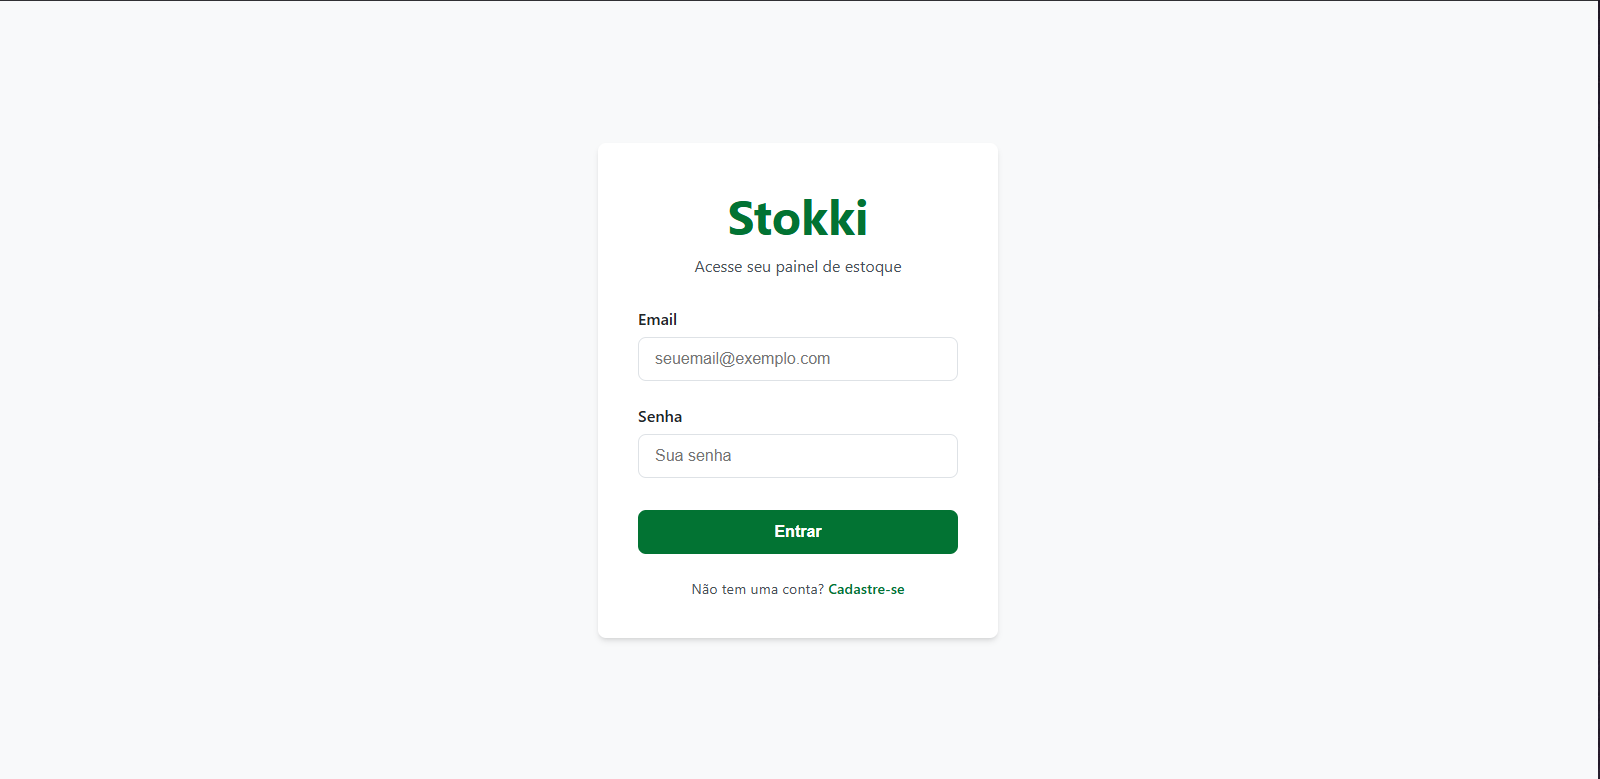 Stokki
Acesse seu painel de estoque
Email
seuemail@exemplo.com
Senha
Sua senha
Entrar
Não tem uma conta? Cadastre-se